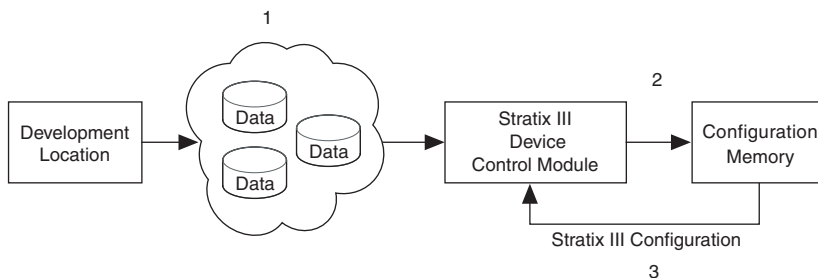 1
Development
Location
Data
Data
Data
Stratix III
Device
Control Module
2
Configuration
Memory
Stratix III Configuration
3